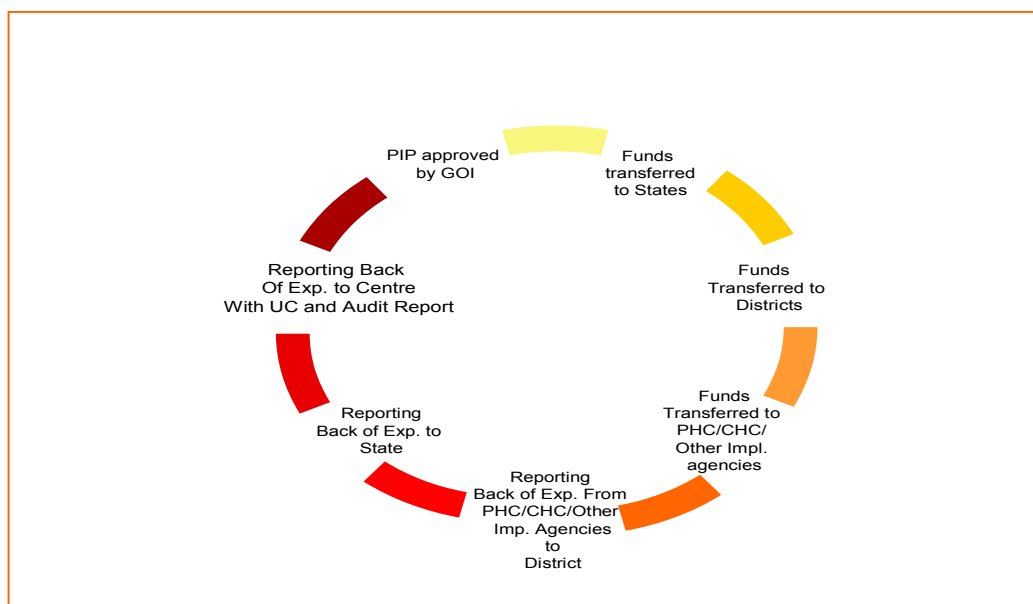 PIP approved
by GOI
Funds
transferred
to States
Funds
Transferred to
Districts
Funds
Transferred to
PHC/CHC/
Other Impl.
agencies
Reporting
Back of Exp. From
PHC/CHC/Other
Imp. Agencies
to
District
Reporting
Back of Exp. to
State
Reporting Back
Of Exp. to Centre
With UC and Audit Report